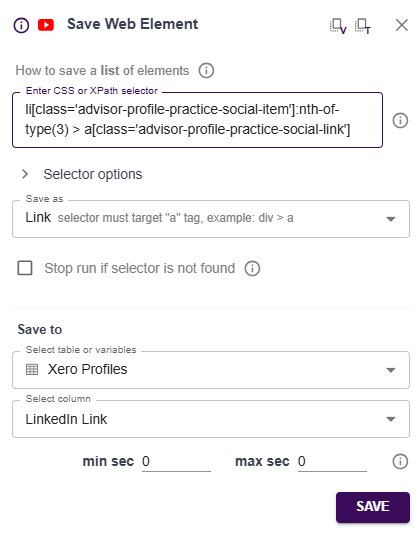 Save Web Element
V
T
How to save a list of elements
Enter CSS or XPath selector
li[class='advisor-profile-practice-social-item']:nth-of-
type(3) > a[class='advisor-profile-practice-social-link']
Selector options
Save as
Link selector must target "a" tag, example: div > a
Stop run if selector is not found
Save to
Select table or variables
Xero Profiles
Select column
LinkedIn Link
min sec 0
max sec 0
SAVE